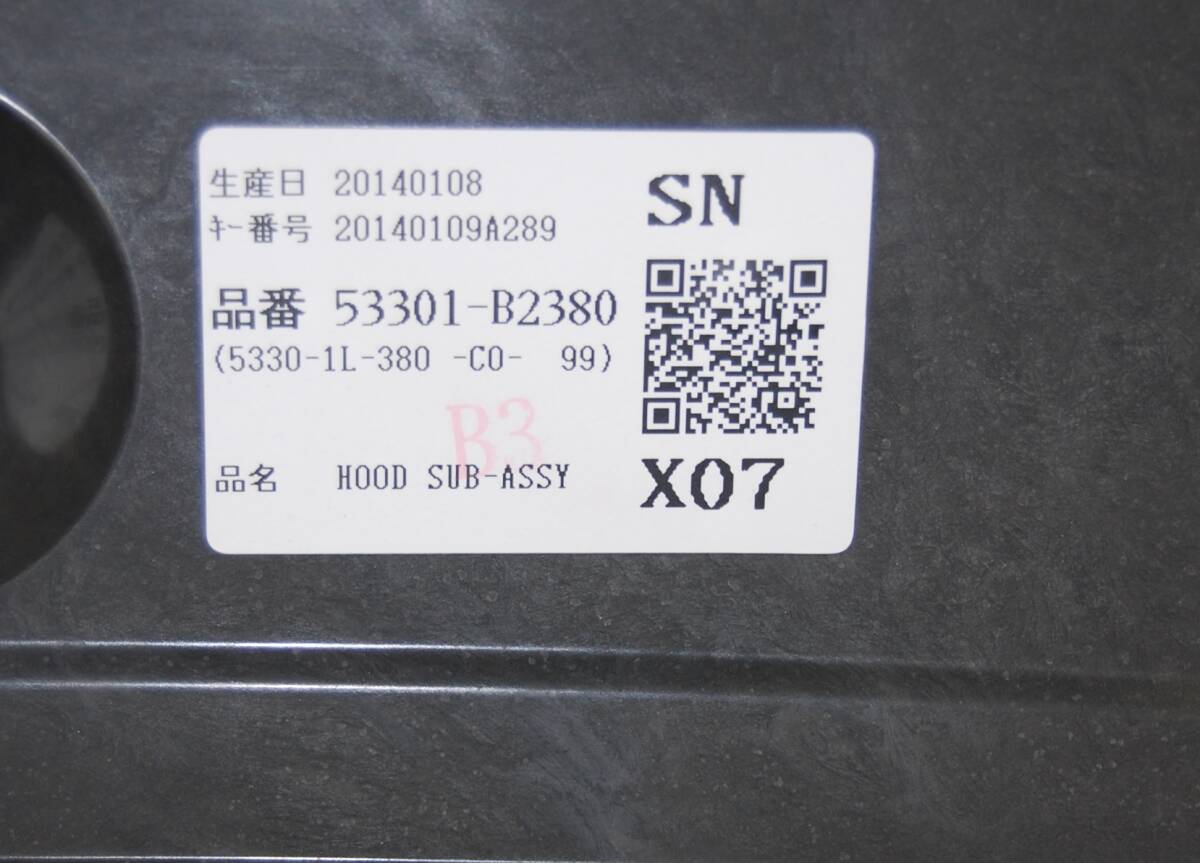 生産日 20140108
ｷｰ番号 20140109A289
品番 53301-B2380
(5330-1L-380 -C0- 99)
B3
品名 HOOD SUB-ASSY
SN
X07